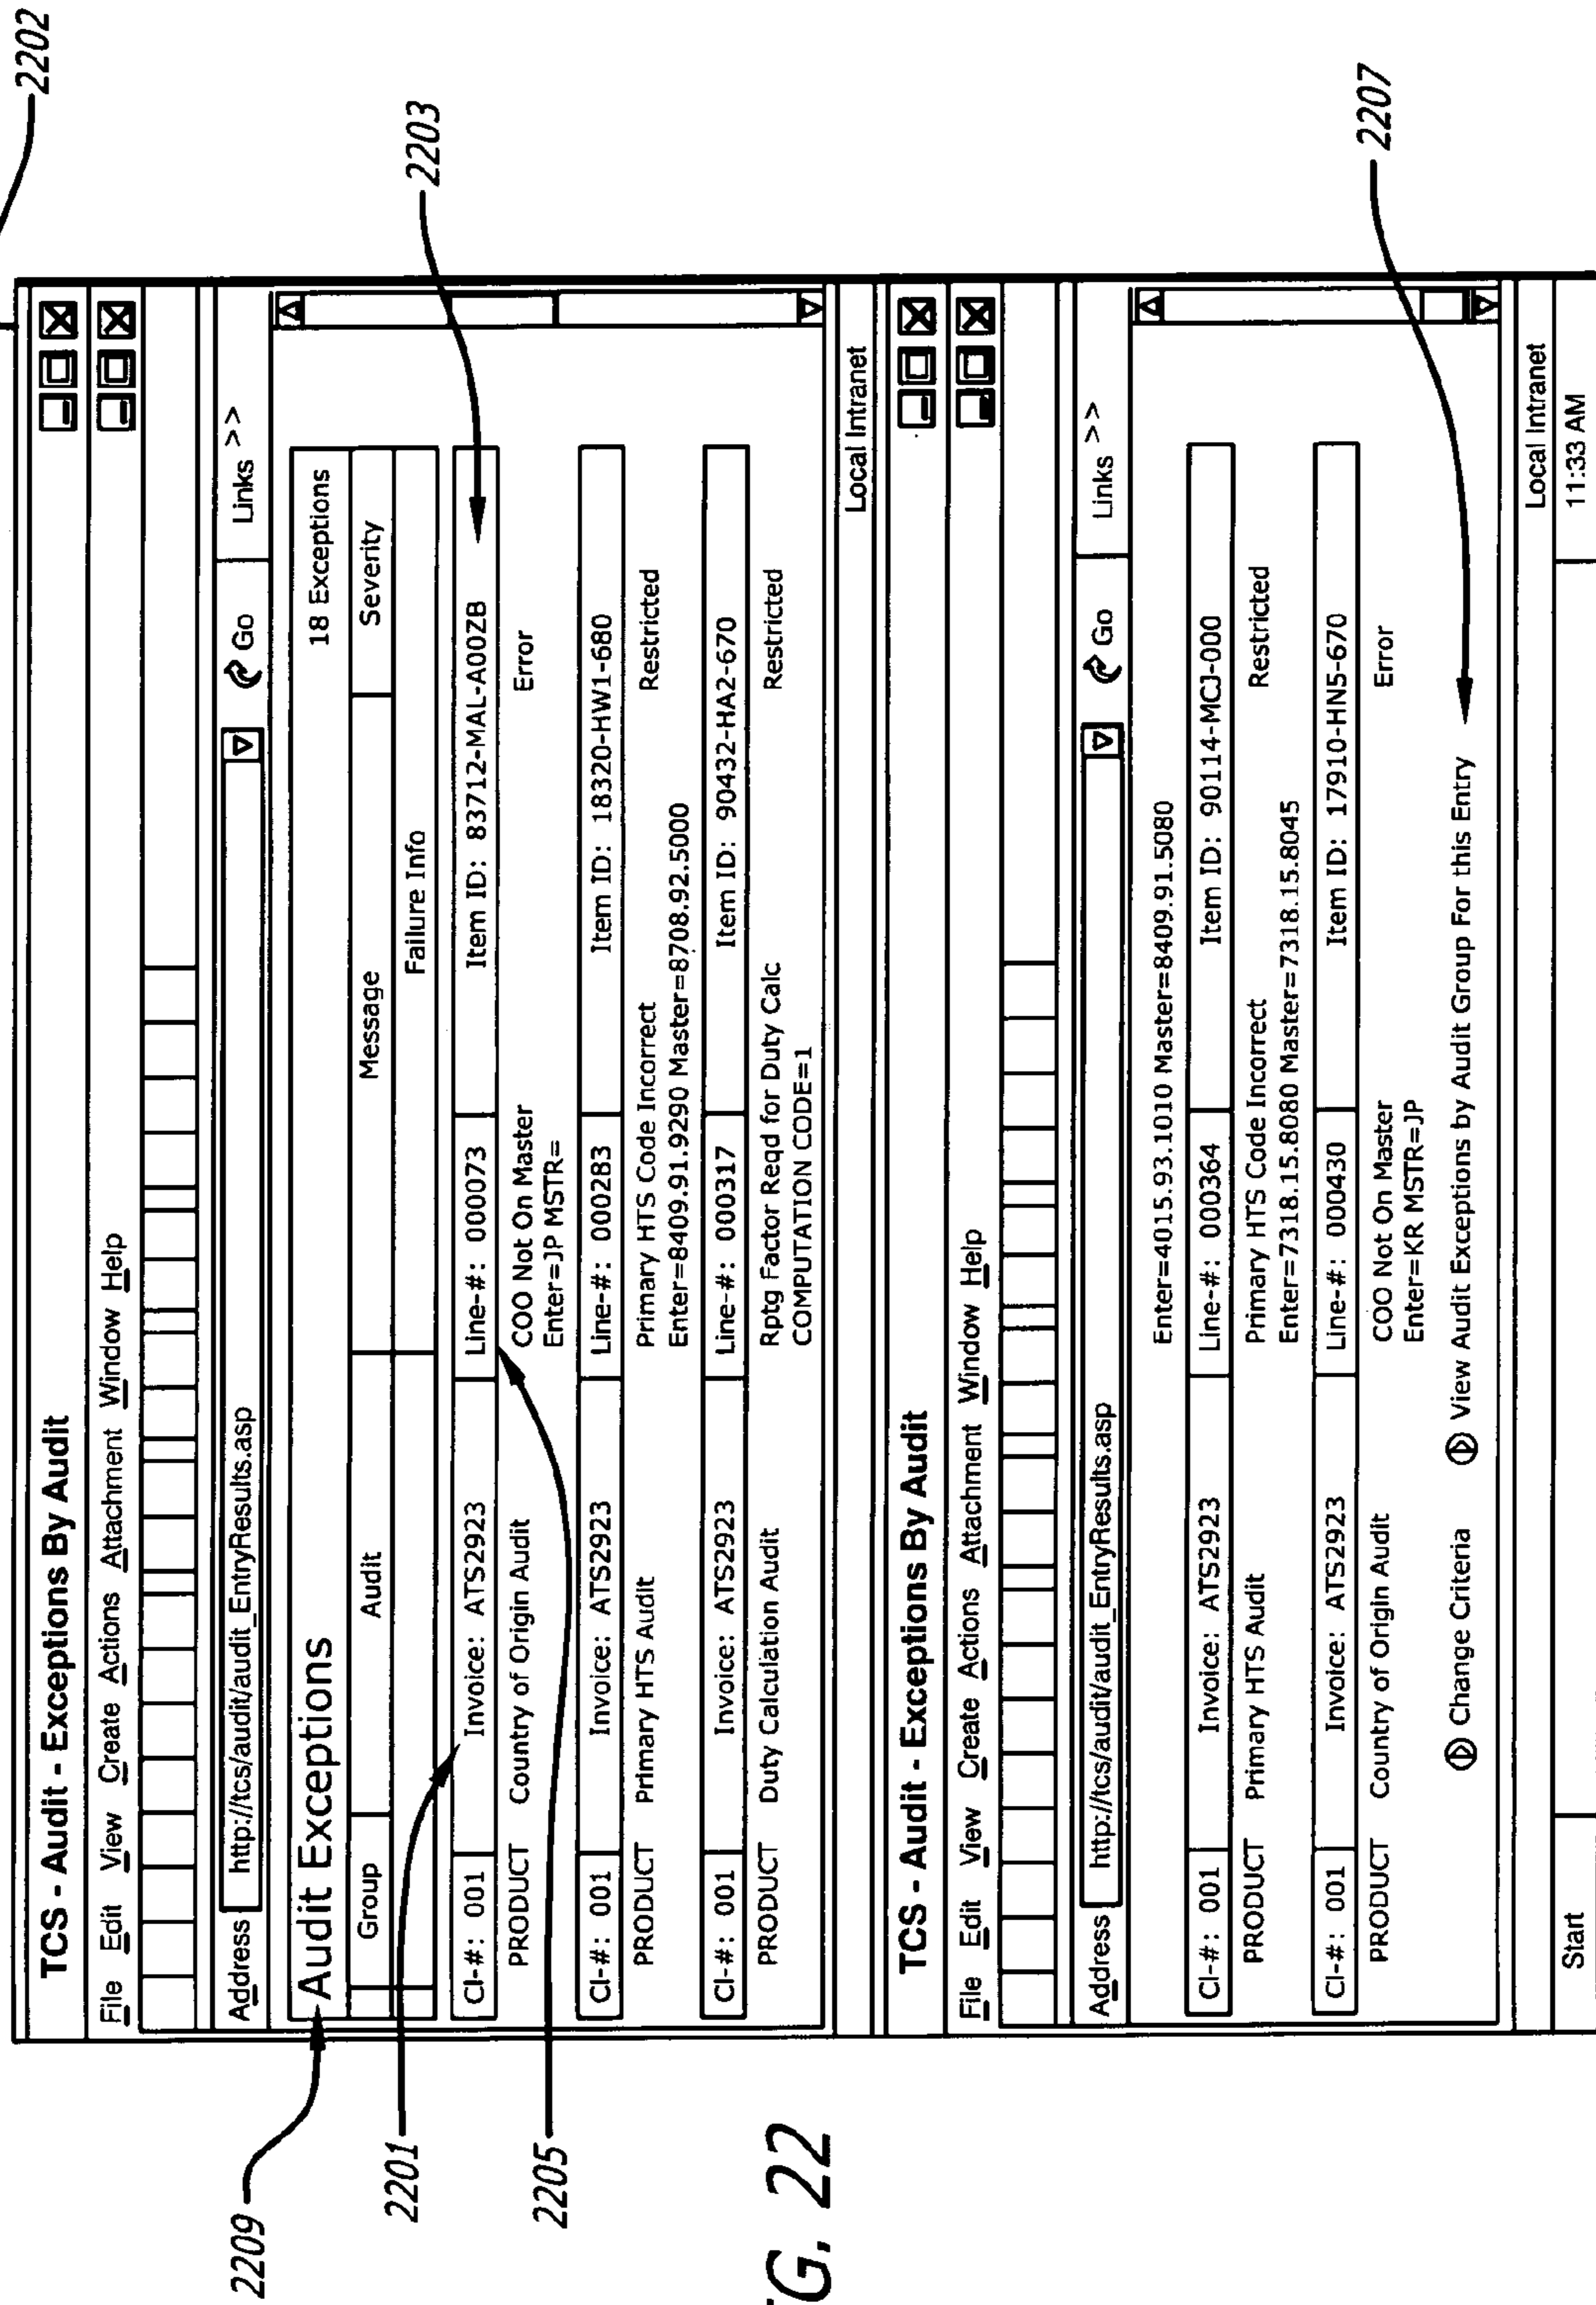 2202
TCS - Audit - Exceptions By Audit
File Edit View Create Actions Attachment Window Help
Address http://tcs/audit/audit_EntryResults.asp Go Links >>
Audit Exceptions 18 Exceptions
Group Audit Message Severity
Failure Info
CI-#: 001 Invoice: ATS2923 Line-#: 000073 Item ID: 83712-MAL-A00ZB
PRODUCT Country of Origin Audit COO Not On Master Error
Enter=JP MSTR=
CI-#: 001 Invoice: ATS2923 Line-#: 000283 Item ID: 18320-HW1-680
PRODUCT Primary HTS Audit Primary HTS Code Incorrect Restricted
Enter=8409.91.9290 Master=8708.92.5000
CI-#: 001 Invoice: ATS2923 Line-#: 000317 Item ID: 90432-HA2-670
PRODUCT Duty Calculation Audit Rptg Factor Reqd for Duty Calc Restricted
COMPUTATION CODE=1
Local Intranet
2209
2201
2205
2203
TCS - Audit - Exceptions By Audit
File Edit View Create Actions Attachment Window Help
Address http://tcs/audit/audit_EntryResults.asp Go Links >>
Enter=4015.93.1010 Master=8409.91.5080
CI-#: 001 Invoice: ATS2923 Line-#: 000364 Item ID: 90114-MCJ-000
PRODUCT Primary HTS Audit Primary HTS Code Incorrect Restricted
Enter=7318.15.8080 Master=7318.15.8045
CI-#: 001 Invoice: ATS2923 Line-#: 000430 Item ID: 17910-HN5-670
PRODUCT Country of Origin Audit COO Not On Master Error
Enter=KR MSTR=JP
Change Criteria View Audit Exceptions by Audit Group For this Entry
2207
Local Intranet
Start 11:33 AM
G. 22